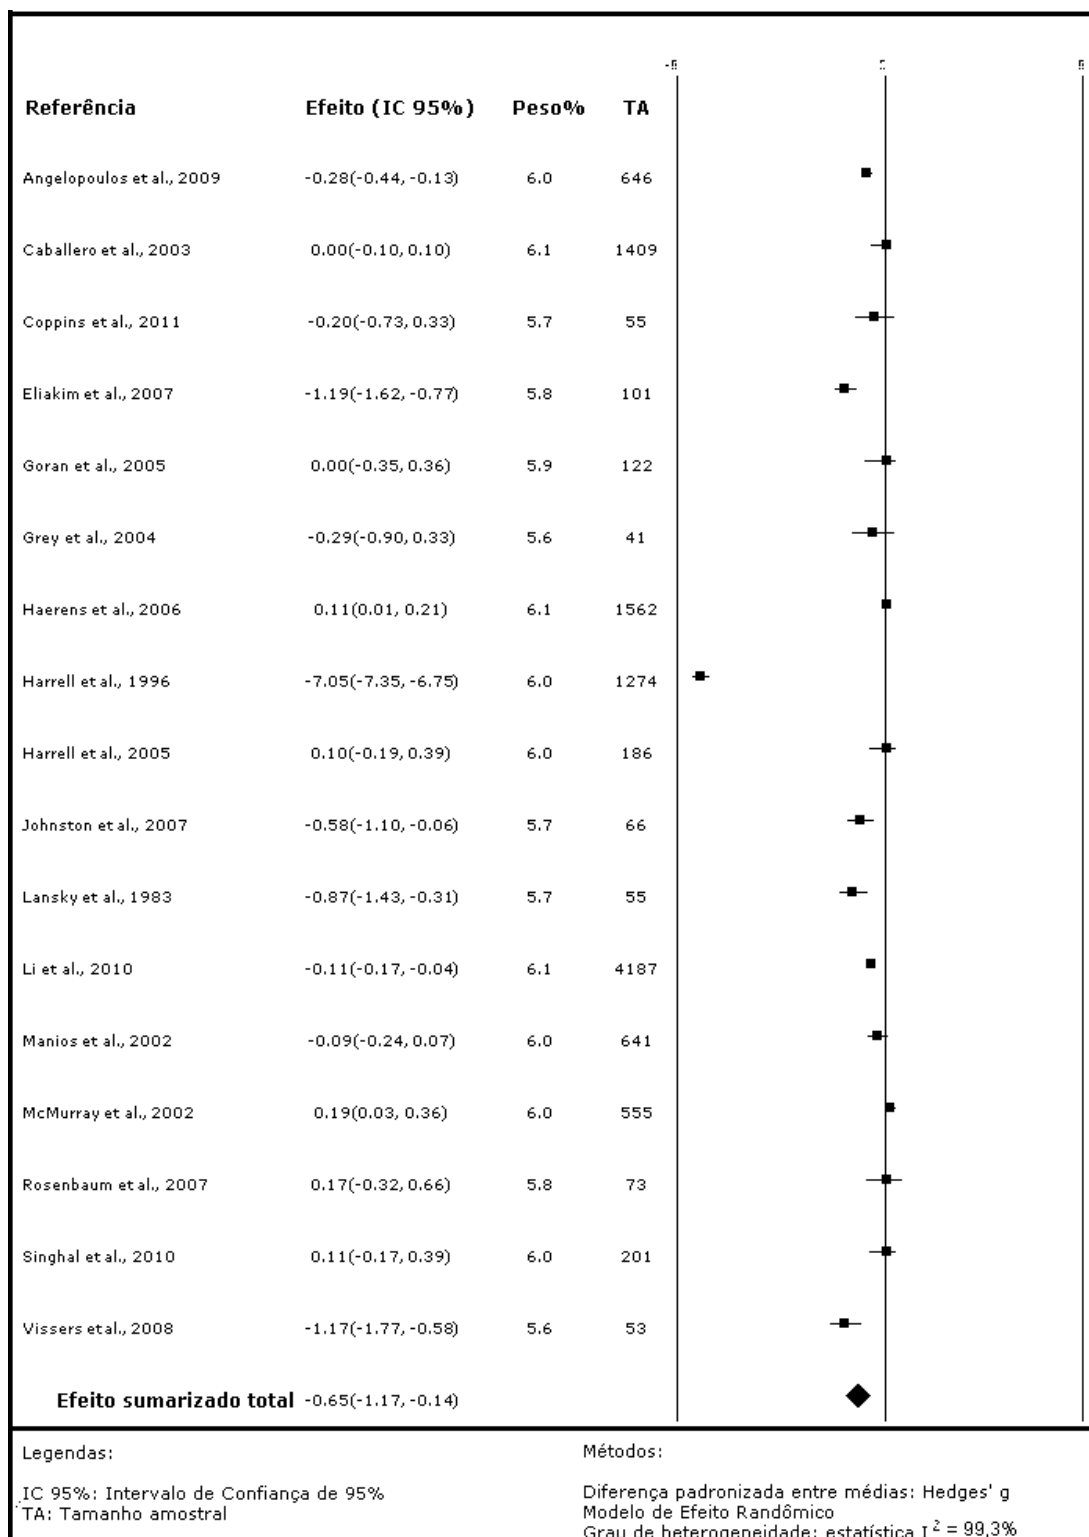 -8 0 8
Referência Efeito (IC 95%) Peso% TA
Angelopoulos et al., 2009 -0.28(-0.44, -0.13) 6.0 646
Caballero et al., 2003 0.00(-0.10, 0.10) 6.1 1409
Coppins et al., 2011 -0.20(-0.73, 0.33) 5.7 55
Eliakim et al., 2007 -1.19(-1.62, -0.77) 5.8 101
Goran et al., 2005 0.00(-0.35, 0.36) 5.9 122
Grey et al., 2004 -0.29(-0.90, 0.33) 5.6 41
Haerens et al., 2006 0.11(0.01, 0.21) 6.1 1562
Harrell et al., 1996 -7.05(-7.35, -6.75) 6.0 1274
Harrell et al., 2005 0.10(-0.19, 0.39) 6.0 186
Johnston et al., 2007 -0.58(-1.10, -0.06) 5.7 66
Lansky et al., 1983 -0.87(-1.43, -0.31) 5.7 55
Li et al., 2010 -0.11(-0.17, -0.04) 6.1 4187
Manios et al., 2002 -0.09(-0.24, 0.07) 6.0 641
McMurray et al., 2002 0.19(0.03, 0.36) 6.0 555
Rosenbaum et al., 2007 0.17(-0.32, 0.66) 5.8 73
Singhal et al., 2010 0.11(-0.17, 0.39) 6.0 201
Vissers et al., 2008 -1.17(-1.77, -0.58) 5.6 53
Efeito sumarizado total -0.65(-1.17, -0.14)
Legendas:
IC 95%: Intervalo de Confiança de 95%
TA: Tamanho amostral
Métodos:
Diferença padronizada entre médias: Hedges' g
Modelo de Efeito Randômico
Grau de heterogeneidade: estatística I² = 99,3%